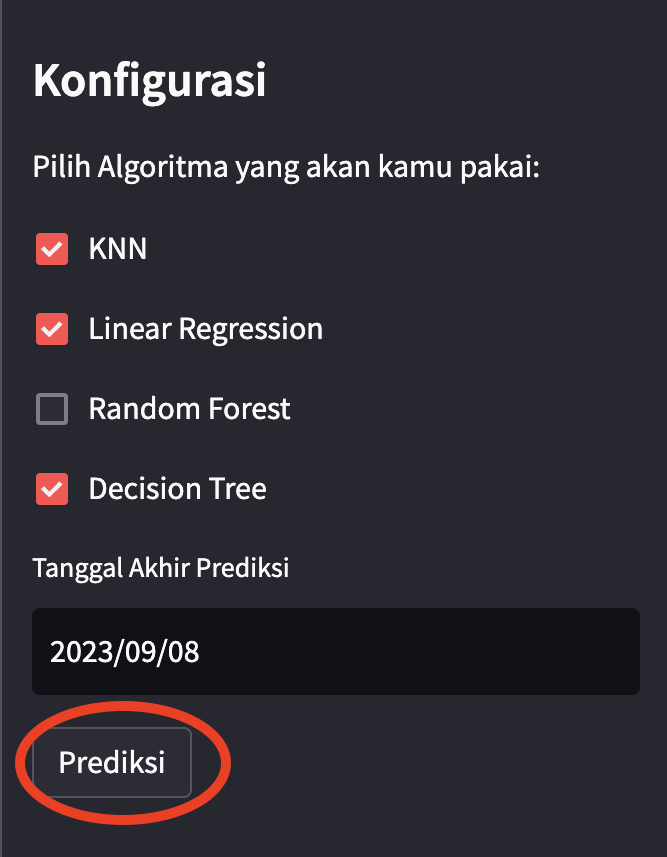 Konfigurasi
Pilih Algoritma yang akan kamu pakai:
KNN
Linear Regression
Random Forest
Decision Tree
Tanggal Akhir Prediksi
2023/09/08
Prediksi